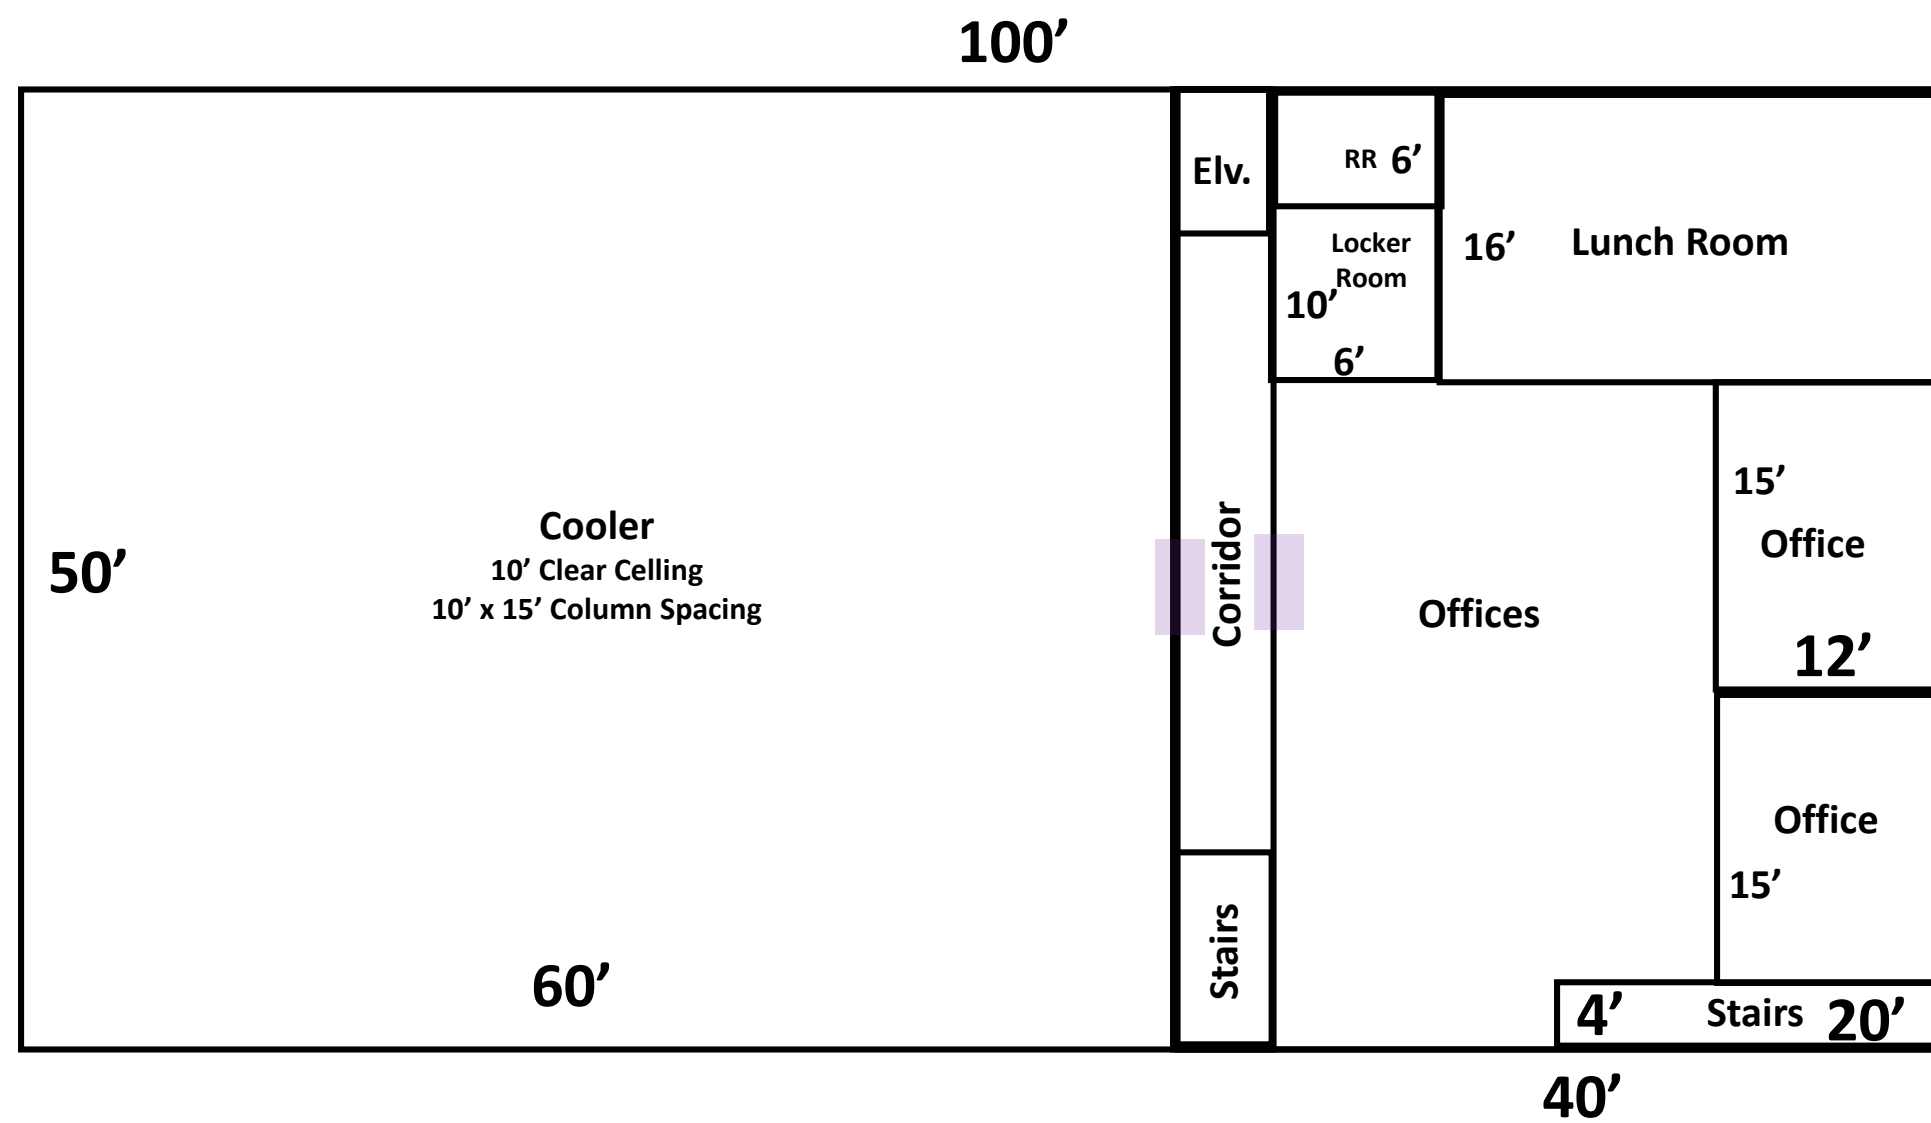 100’
Elv.
RR 6’
Locker
Room
10’
6’
16’
Lunch Room
50’
Cooler
10’ Clear Celling
10’ x 15’ Column Spacing
60’
Corridor
Stairs
Offices
15’
Office
12’
Office
15’
4’
Stairs
20’
40’